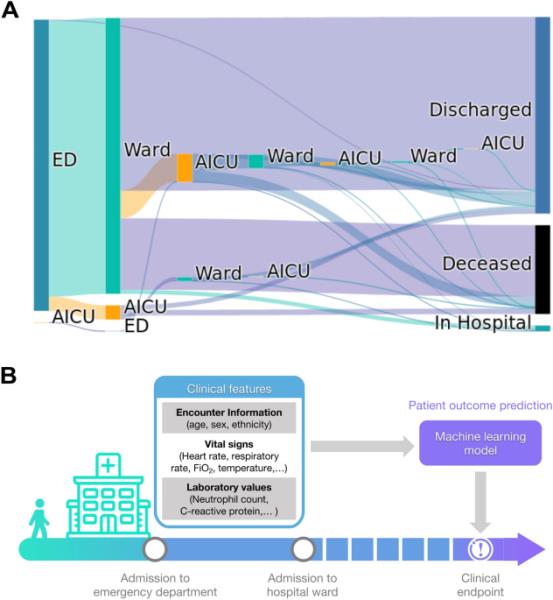 A
ED
Ward
AICU
Ward
AICU
Ward
AICU
Discharged
Ward
AICU
Deceased
AICU
AICU
ED
In Hospital
B
Clinical features
Encounter Information
(age, sex, ethnicity)
Vital signs
(Heart rate, respiratory
rate, FiO₂, temperature,...)
Laboratory values
(Neutrophil count,
C-reactive protein,... )
Patient outcome prediction
Machine learning
model
Admission to
emergency department
Admission to
hospital ward
Clinical
endpoint